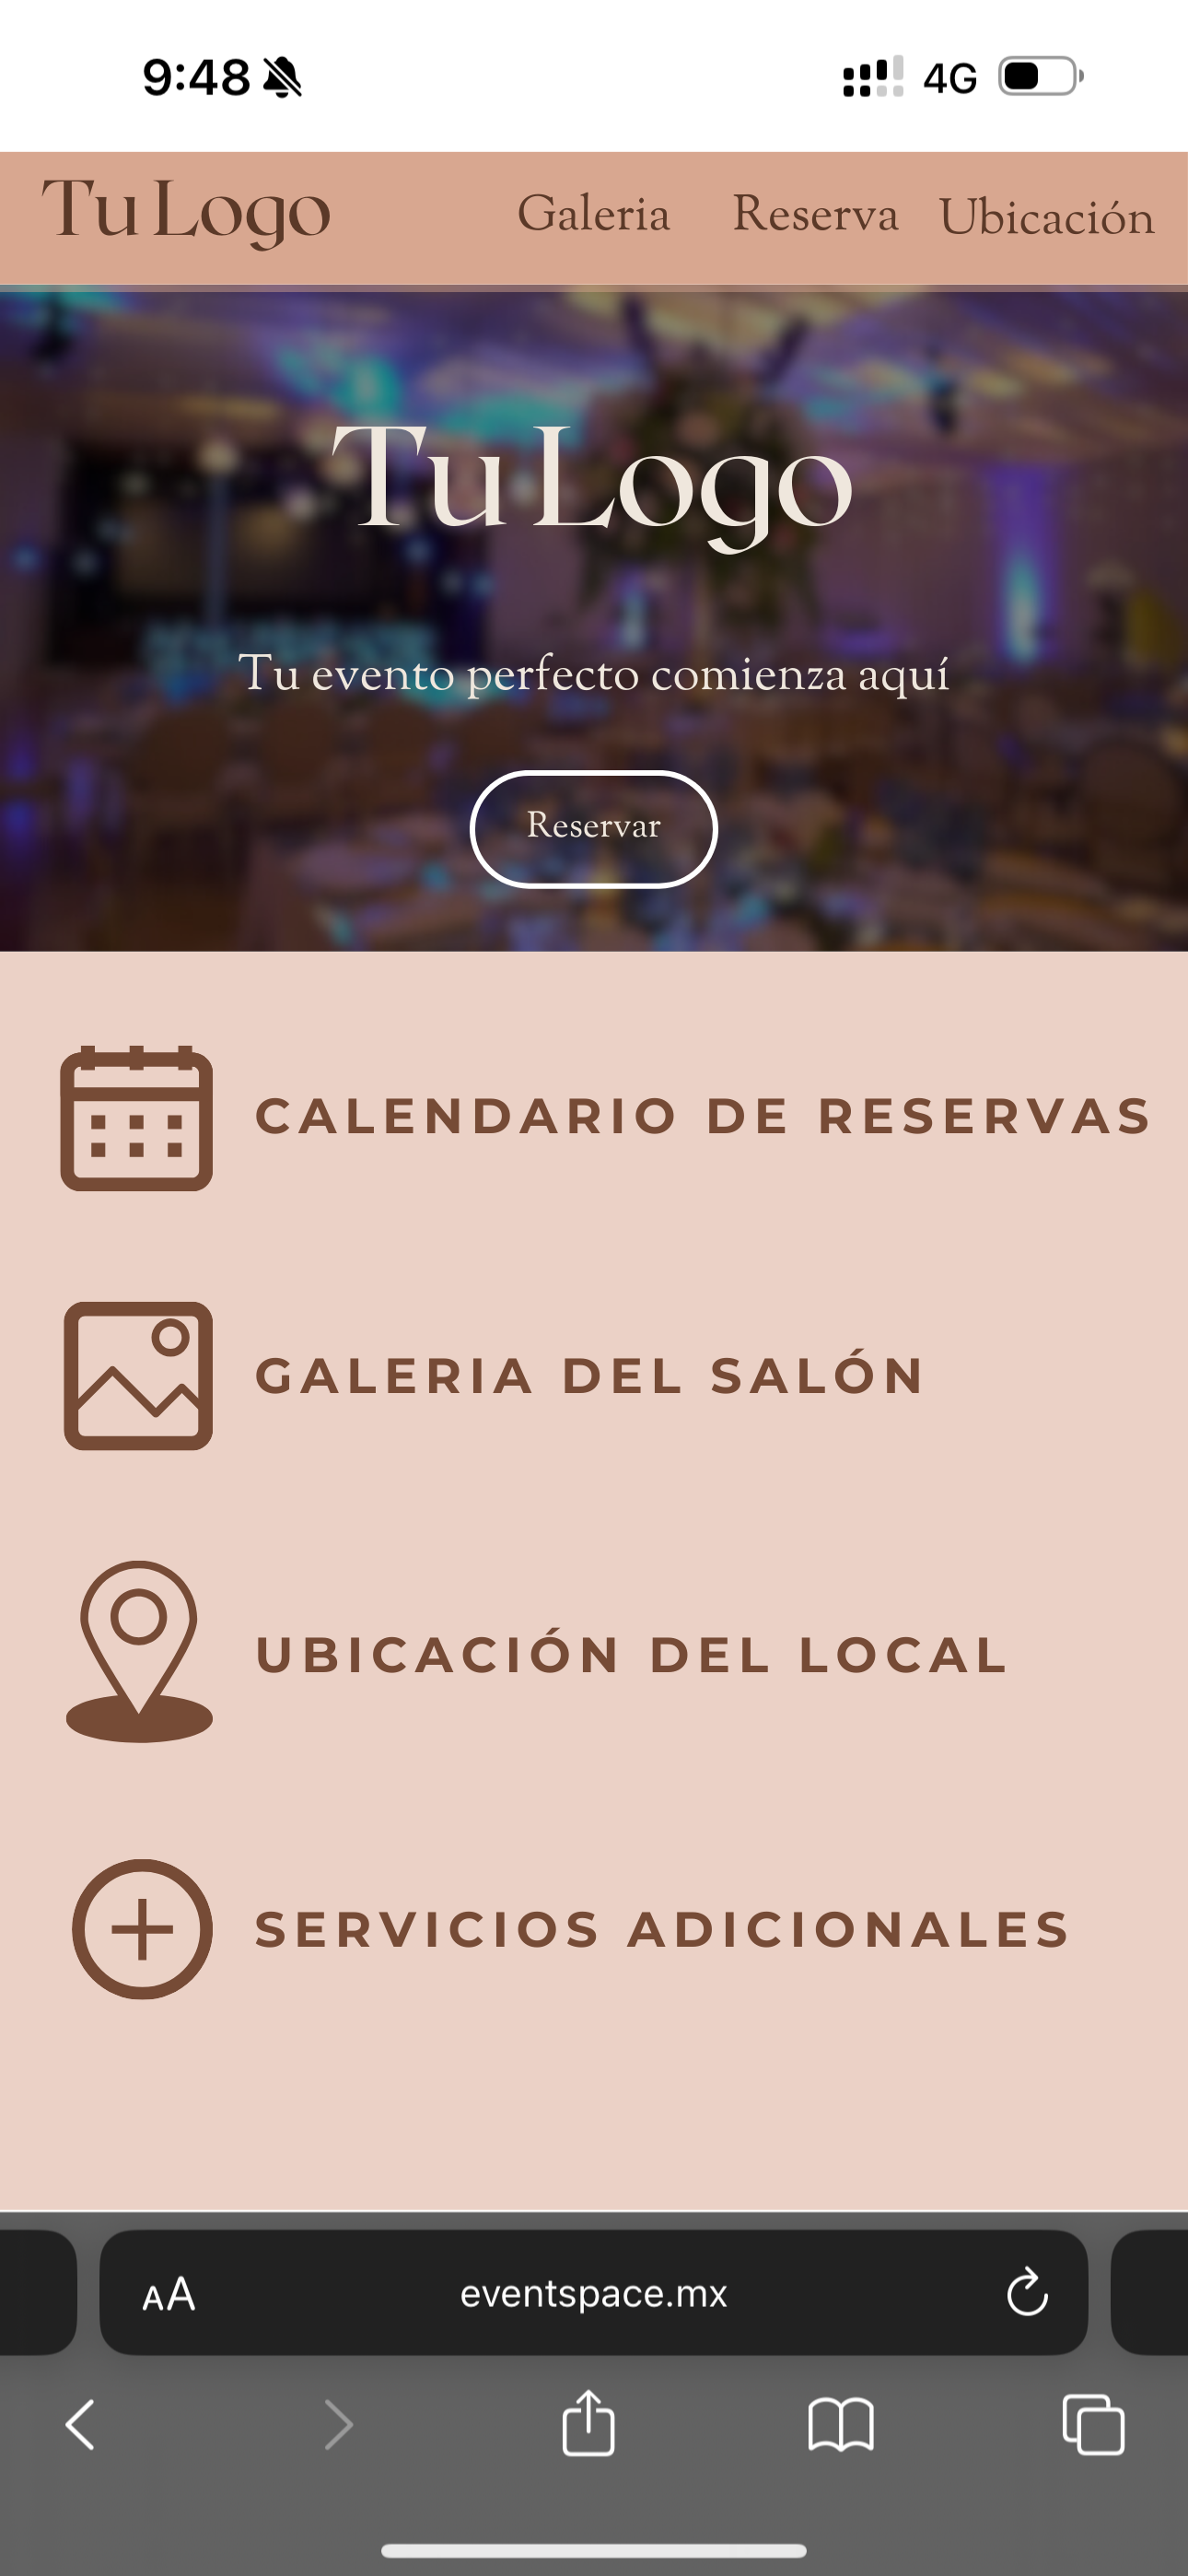 9:48 4G
Tu Logo Galeria Reserva Ubicación
Tu Logo
Tu evento perfecto comienza aquí
Reservar
CALENDARIO DE RESERVAS
GALERIA DEL SALÓN
UBICACIÓN DEL LOCAL
SERVICIOS ADICIONALES
AA eventspace.mx